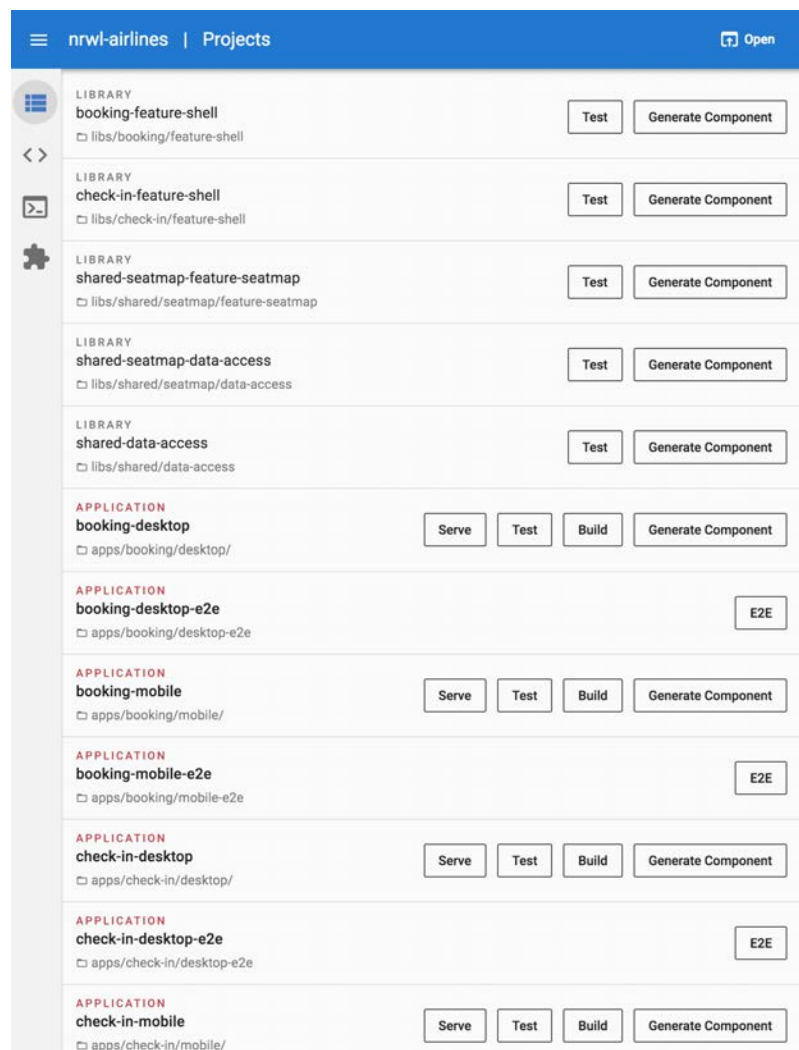 nrwl-airlines | Projects Open
LIBRARY
booking-feature-shell
libs/booking/feature-shell
Test Generate Component
LIBRARY
check-in-feature-shell
libs/check-in/feature-shell
Test Generate Component
LIBRARY
shared-seatmap-feature-seatmap
libs/shared/seatmap/feature-seatmap
Test Generate Component
LIBRARY
shared-seatmap-data-access
libs/shared/seatmap/data-access
Test Generate Component
LIBRARY
shared-data-access
libs/shared/data-access
Test Generate Component
APPLICATION
booking-desktop
apps/booking/desktop/
Serve Test Build Generate Component
APPLICATION
booking-desktop-e2e
apps/booking/desktop-e2e
E2E
APPLICATION
booking-mobile
apps/booking/mobile/
Serve Test Build Generate Component
APPLICATION
booking-mobile-e2e
apps/booking/mobile-e2e
E2E
APPLICATION
check-in-desktop
apps/check-in/desktop/
Serve Test Build Generate Component
APPLICATION
check-in-desktop-e2e
apps/check-in/desktop-e2e
E2E
APPLICATION
check-in-mobile
apps/check-in/mobile/
Serve Test Build Generate Component